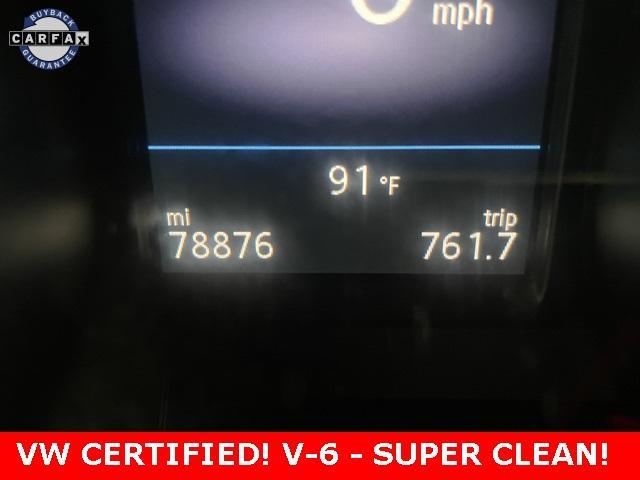 BUYBACK
CARFAX
GUARANTEE
mph
91 °F
mi trip
78876 761.7
VW CERTIFIED! V-6 - SUPER CLEAN!